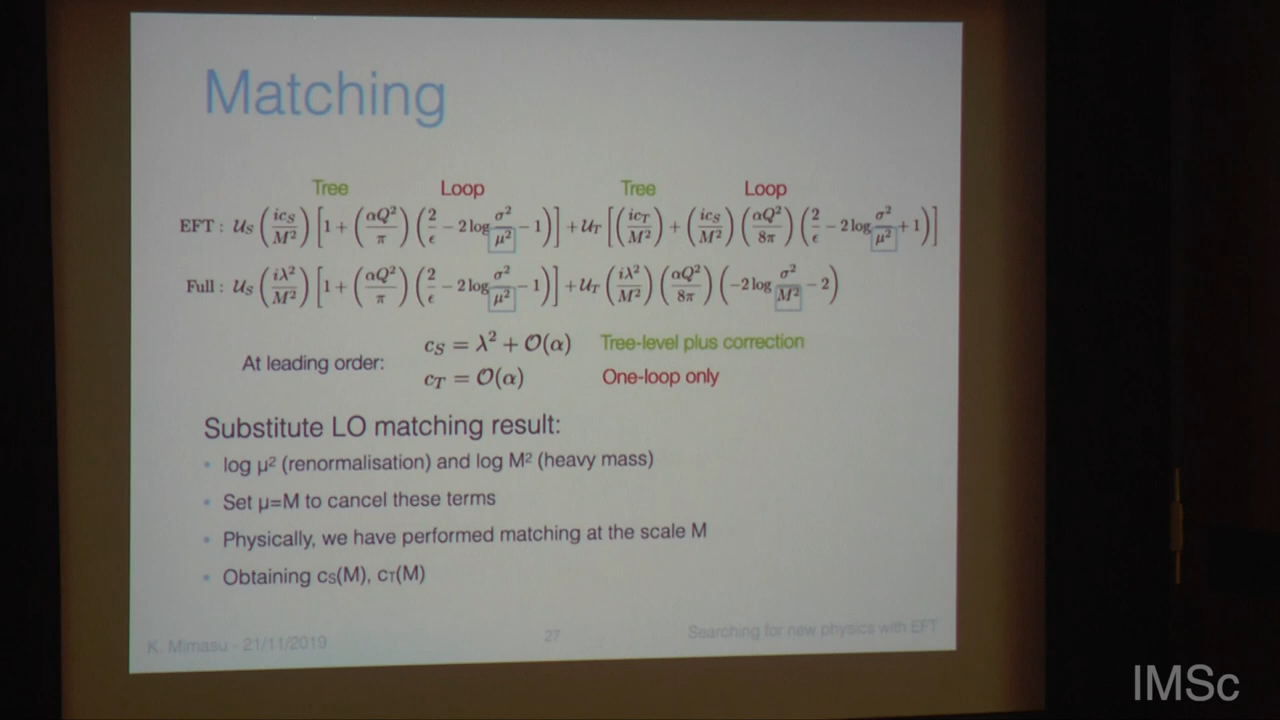 Matching
Tree Loop Tree Loop
EFT : 𝒰_S (ic_S/M²) [1 + (αQ²/π) (2/ϵ − 2 log σ²/μ² − 1)] + 𝒰_T [(ic_T/M²) + (ic_S/M²) (αQ²/8π) (2/ϵ − 2 log σ²/μ² + 1)]
Full : 𝒰_S (iλ²/M²) [1 + (αQ²/π) (2/ϵ − 2 log σ²/μ² − 1)] + 𝒰_T (iλ²/M²) (αQ²/8π) (−2 log σ²/M² − 2)
At leading order:
c_S = λ² + 𝒪(α) Tree-level plus correction
c_T = 𝒪(α) One-loop only
Substitute LO matching result:
• log μ² (renormalisation) and log M² (heavy mass)
• Set μ=M to cancel these terms
• Physically, we have performed matching at the scale M
• Obtaining c_S(M), c_T(M)
K. Mimasu - 21/11/2019 27 Searching for new physics with EFT
IMSc